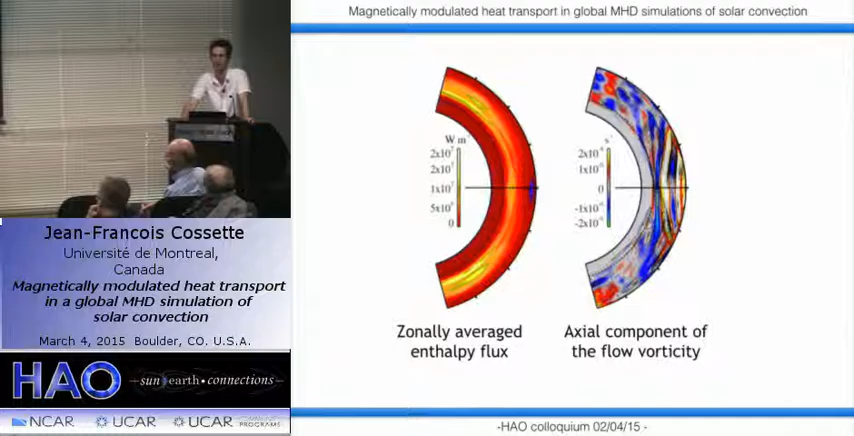 Magnetically modulated heat transport in global MHD simulations of solar convection
W m
2x10
2x10
1x10
5x10
0
s
2x10
1x10
0
-1x10
-2x10
Zonally averaged
enthalpy flux
Axial component of
the flow vorticity
-HAO colloquium 02/04/15 -
Jean-Francois Cossette
Université de Montreal,
Canada
Magnetically modulated heat transport
in a global MHD simulation of
solar convection
March 4, 2015 Boulder, CO. U.S.A.
HAO
sun earth•connections
NCAR
UCAR
UCAR
PROGRAMS